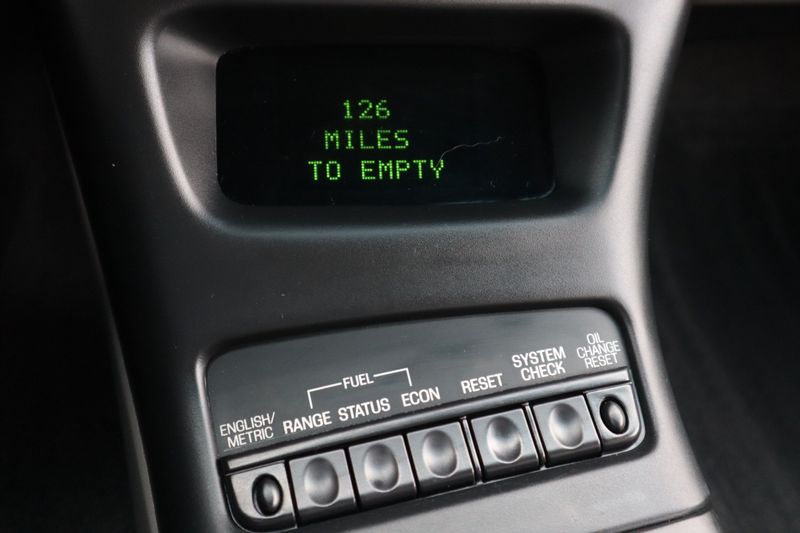 126
MILES
TO EMPTY
FUEL
ENGLISH/
METRIC
RANGE
STATUS
ECON
RESET
SYSTEM
CHECK
OIL
CHANGE
RESET